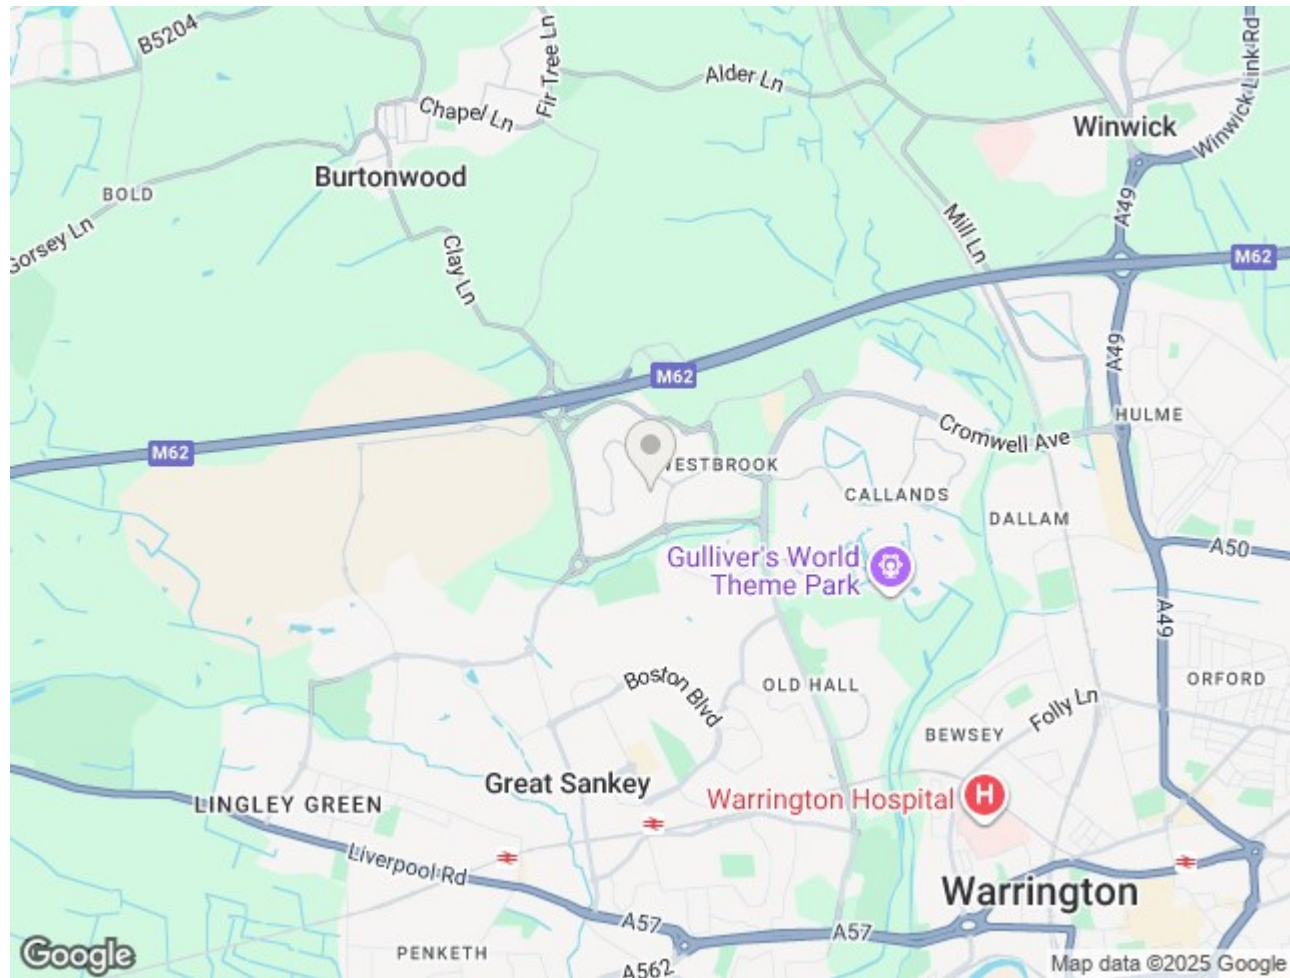 B5204
Fir Tree Ln
Alder Ln
Winwick Link Rd
Chapel Ln
Winwick
Burtonwood
BOLD
Gorsey Ln
Clay Ln
Mill Ln
A49
M62
M62
A49
M62
HULME
Cromwell Ave
WESTBROOK
CALLANDS
DALLAM
A50
Gulliver's World
Theme Park
A49
Boston Blvd
OLD HALL
ORFORD
Folly Ln
BEWSEY
Great Sankey
LINGLEY GREEN
Warrington Hospital
H
Liverpool Rd
Warrington
A57
A57
PENKETH
A562
Google
Map data ©2025 Google